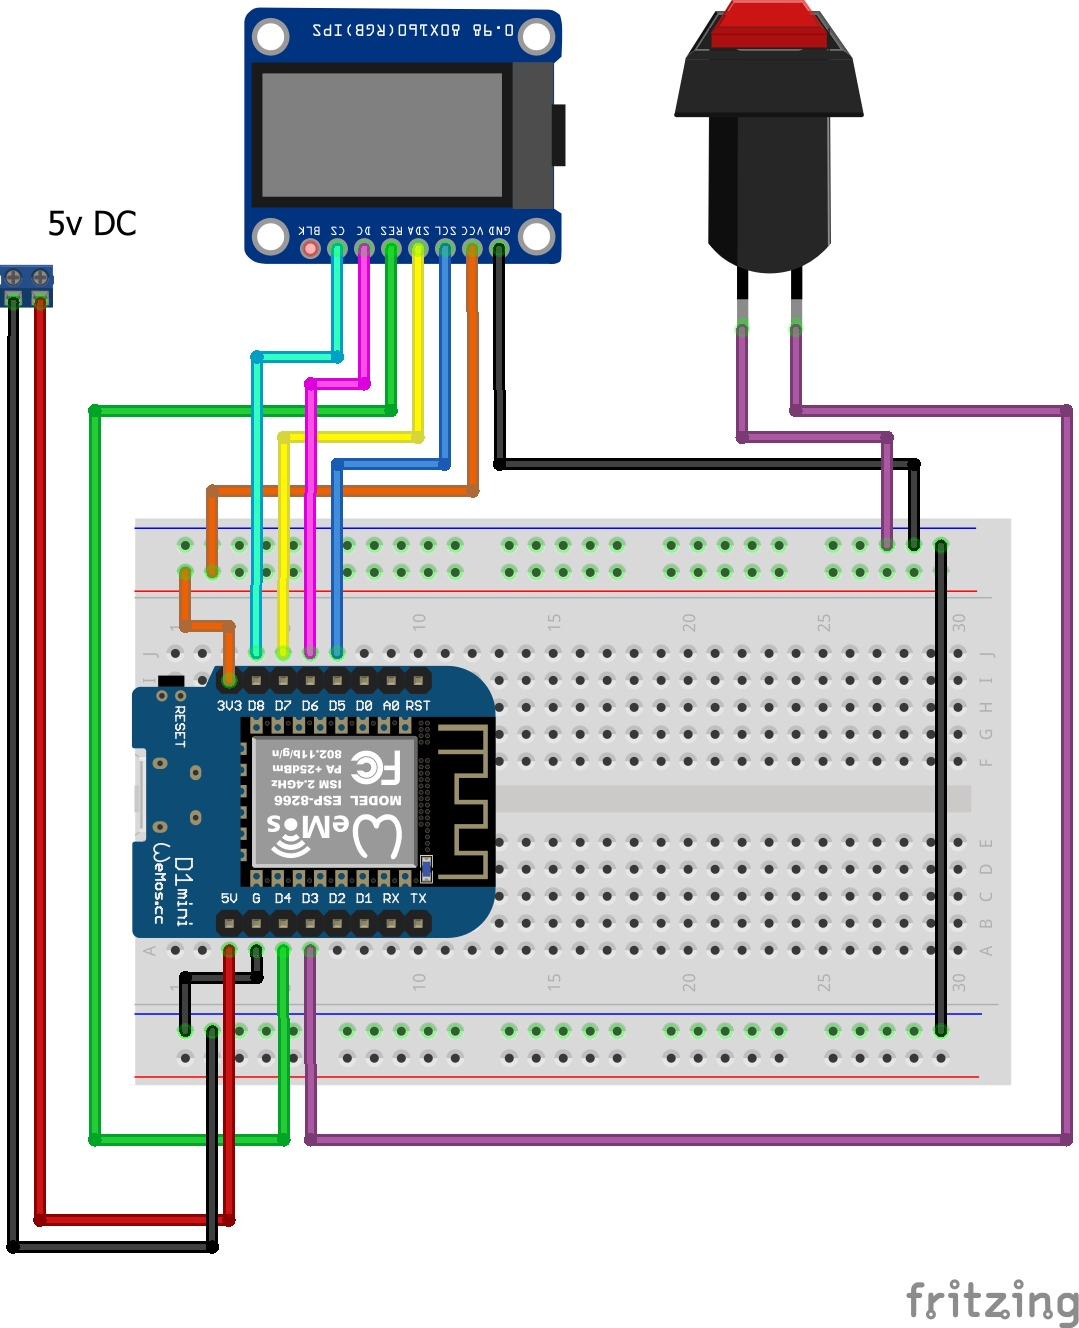 0.96 80X160(RGB)IPS
5v DC
BLK CS DC RES SDA SCL VCC GND
1 10 15 20 25 30
J J
I I
H
G
F
3V3 D8 D7 D6 D5 D0 A0 RST
RESET
802.11b/g/n
PA +25dBm
ISM 2.4GHz
MODEL ESP-8266
FC
WeMos
D1 mini
WeMos.cc
5V G D4 D3 D2 D1 RX TX
E
D
C
B
A A
1 10 15 20 25 30
fritzing